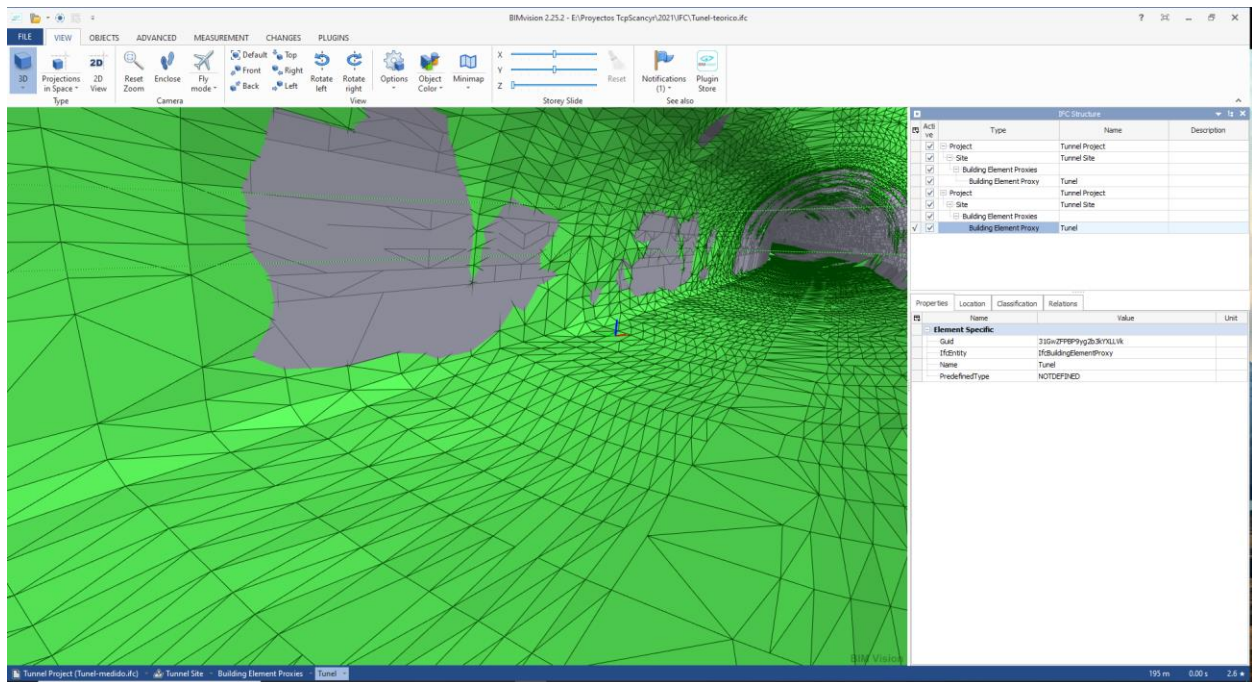 BIMvision 2.25.2 - E:\Proyectos TcpScancyr\2021\IFC\Tunel-teorico.ifc
FILE VIEW OBJECTS ADVANCED MEASUREMENT CHANGES PLUGINS
3D Projections in Space 2D 2D View Reset Zoom Enclose Fly mode Default Front Back Top Right Left Rotate left Rotate right Options Object Color Minimap X Y Z Reset Notifications (1) Plugin Store
Type Camera View Storey Slide See also
IFC Structure
Active Type Name Description
Project Tunnel Project
Site Tunnel Site
Building Element Proxies
Building Element Proxy Tunel
Project Tunnel Project
Site Tunnel Site
Building Element Proxies
Building Element Proxy Tunel
Properties Location Classification Relations
Name Value Unit
Element Specific
Guid
IfcEntity IfcBuildingElementProxy
Name Tunel
PredefinedType NOTDEFINED
BIM Vision
Tunnel Project (Tunel-medido.ifc) Tunnel Site Building Element Proxies Tunel 195 m 0.00 s 2.6